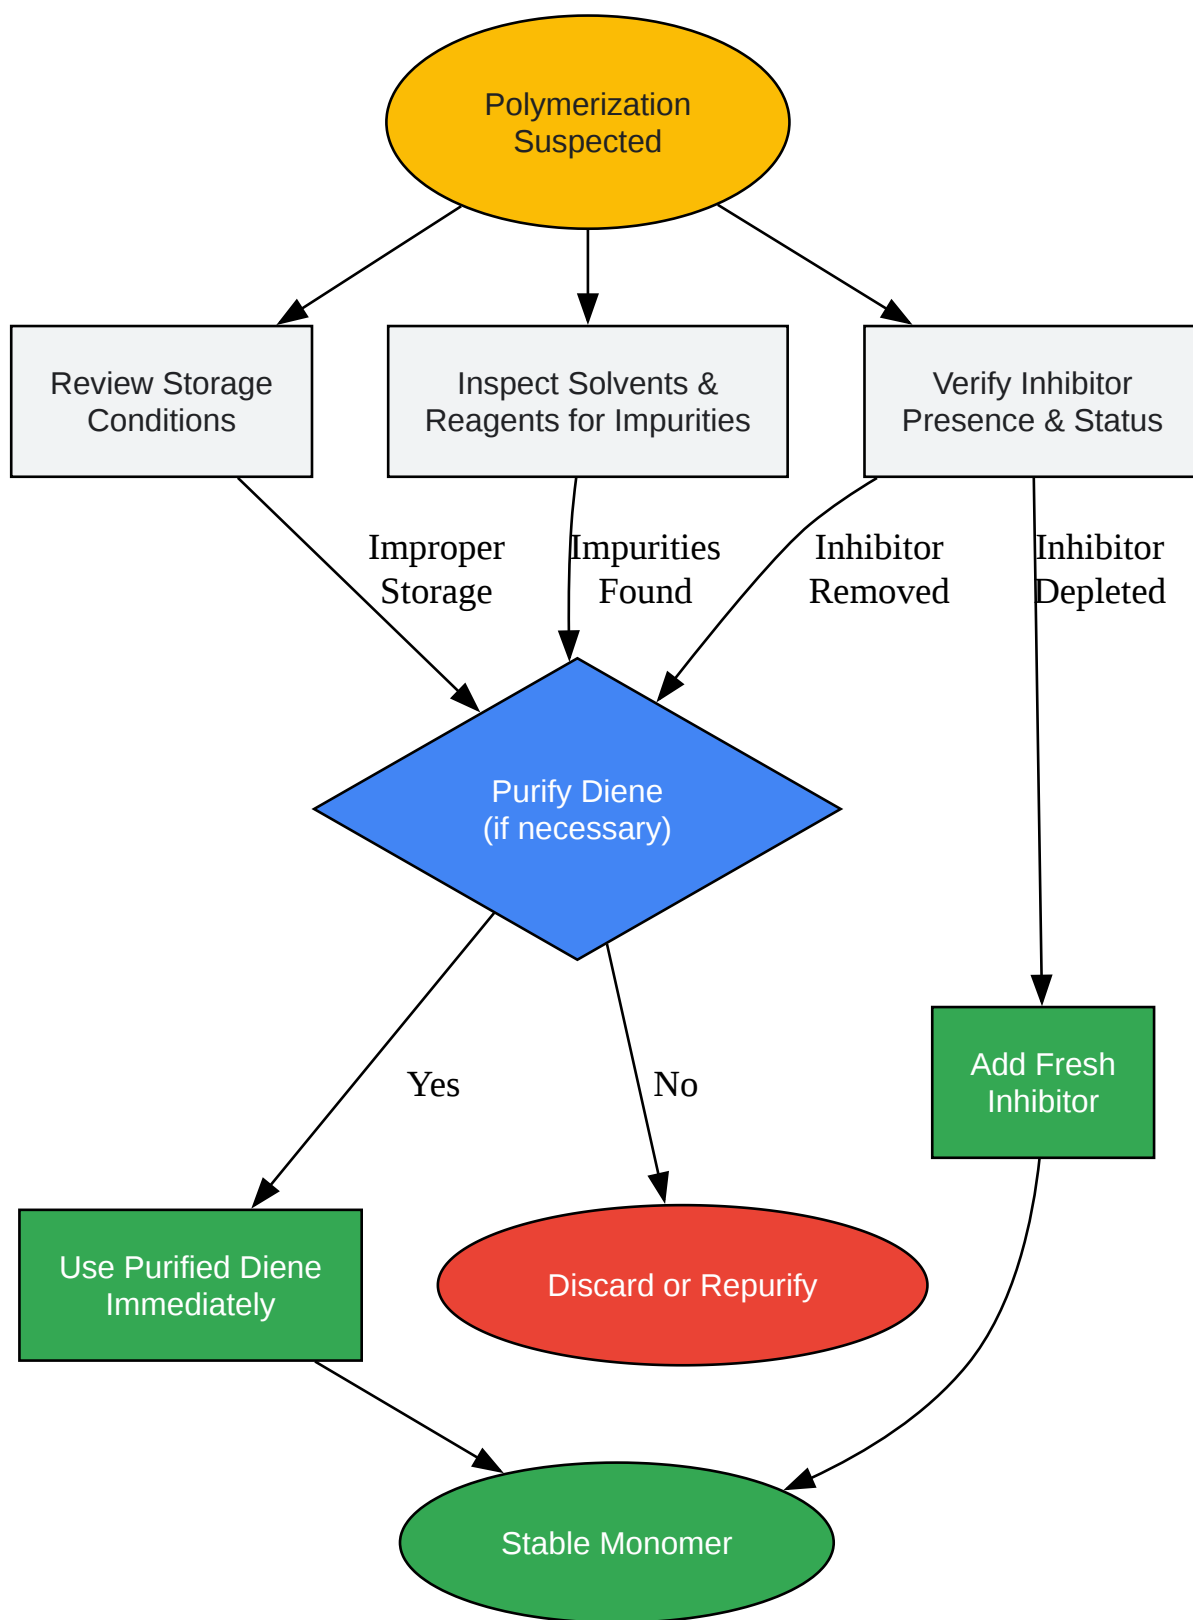 Polymerization
Suspected
Review Storage
Conditions
Inspect Solvents &
Reagents for Impurities
Verify Inhibitor
Presence & Status
Improper
Storage
Impurities
Found
Inhibitor
Removed
Inhibitor
Depleted
Purify Diene
(if necessary)
Yes
No
Add Fresh
Inhibitor
Use Purified Diene
Immediately
Discard or Repurify
Stable Monomer